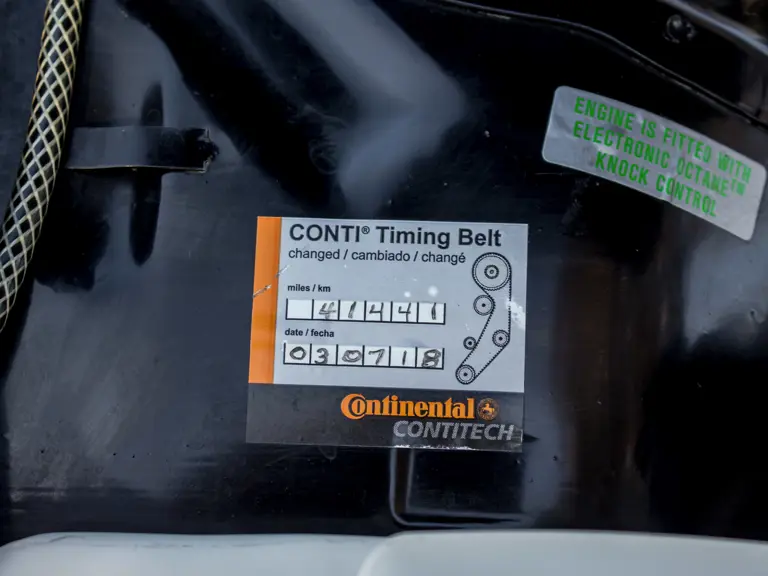 ENGINE IS FITTED WITH
ELECTRONIC OCTANE™
KNOCK CONTROL
CONTI® Timing Belt
changed / cambiado / changé
miles / km
41441
date / fecha
030718
Continental
CONTITECH